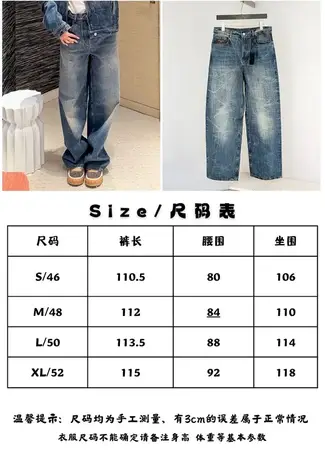 Size/尺码表
尺码 裤长 腰围 坐围
S/46 110.5 80 106
M/48 112 84 110
L/50 113.5 88 114
XL/52 115 92 118
温馨提示：尺码均为手工测量、有3cm的误差属于正常情况
衣服尺码不能确定请备注身高 体重等基本参数